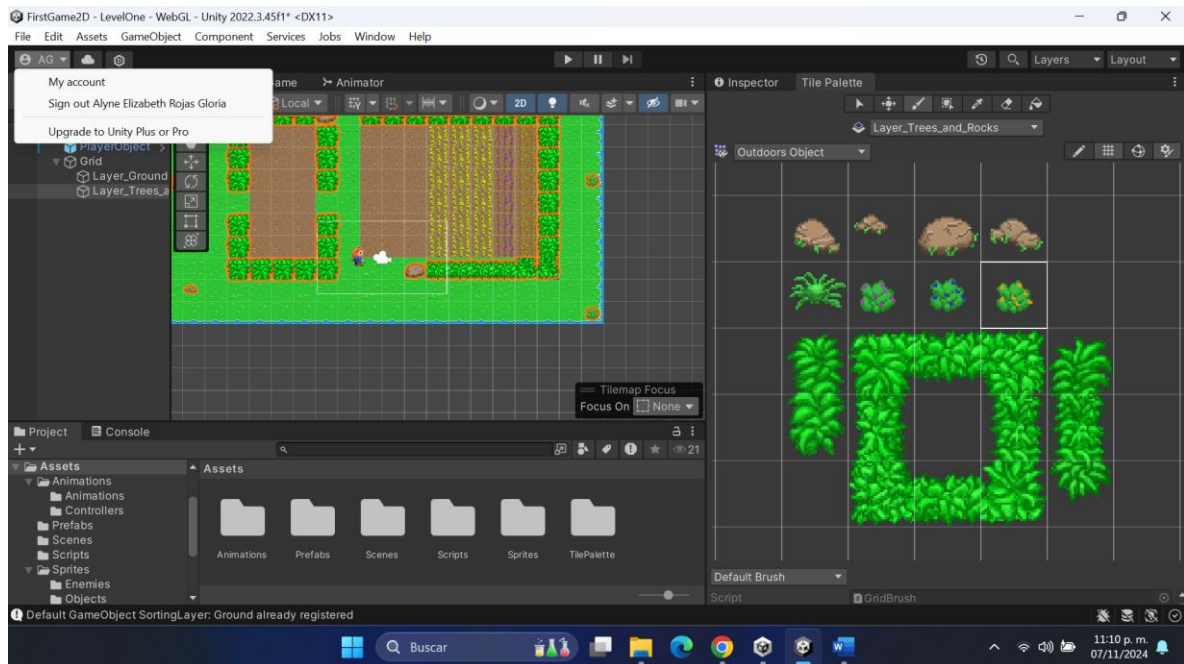 FirstGame2D - LevelOne - WebGL - Unity 2022.3.45f1* <DX11>
File Edit Assets GameObject Component Services Jobs Window Help
AG Layers Layout
My account
Sign out Alyne Elizabeth Rojas Gloria
Upgrade to Unity Plus or Pro
ame Animator
Local 2D
PlayerObject
Grid
Layer_Ground
Layer_Trees_a
Tilemap Focus
Focus On None
Inspector Tile Palette
Layer_Trees_and_Rocks
Outdoors Object
Default Brush
Script GridBrush
Project Console
21
Assets
Animations
Animations
Controllers
Prefabs
Scenes
Scripts
Sprites
Enemies
Objects
Assets
Animations Prefabs Scenes Scripts Sprites TilePalette
Default GameObject SortingLayer: Ground already registered
Buscar
11:10 p. m.
07/11/2024